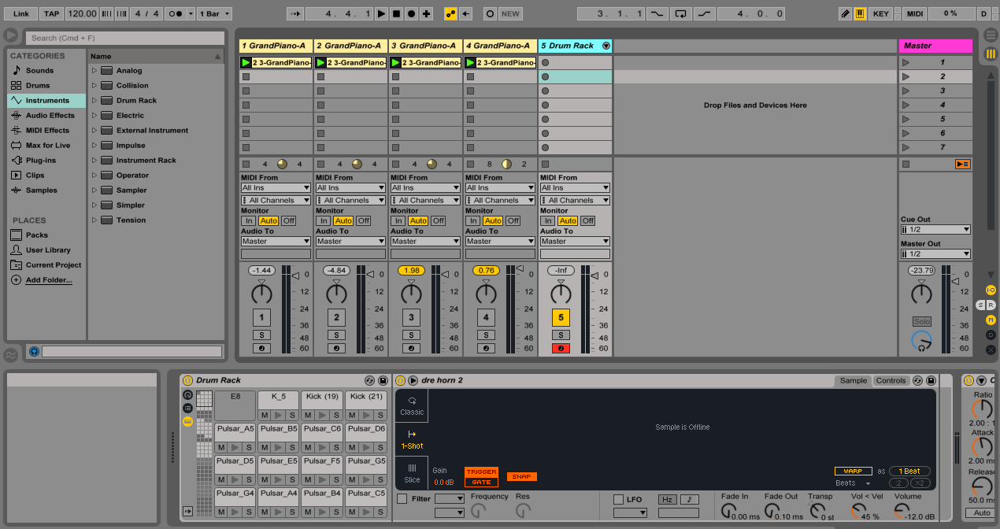 Link TAP 120.00 4 / 4 1 Bar 4. 4. 1 NEW 3. 1. 1 4. 0. 0 KEY MIDI 0 % D
Search (Cmd + F)
CATEGORIES
Sounds
Drums
Instruments
Audio Effects
MIDI Effects
Max for Live
Plug-ins
Clips
Samples
PLACES
Packs
User Library
Current Project
Add Folder...
Name
Analog
Collision
Drum Rack
Electric
External Instrument
Impulse
Instrument Rack
Operator
Sampler
Simpler
Tension
1 GrandPiano-A 2 GrandPiano-A 3 GrandPiano-A 4 GrandPiano-A 5 Drum Rack Master
2 3-GrandPiano- 2 3-GrandPiano- 2 3-GrandPiano- 2 3-GrandPiano- 1
2
3
Drop Files and Devices Here 4
5
6
7
4 4 4 4 4 4 8 2
MIDI From MIDI From MIDI From MIDI From MIDI From
All Ins All Ins All Ins All Ins All Ins
All Channels All Channels All Channels All Channels All Channels
Monitor Monitor Monitor Monitor Monitor
In Auto Off In Auto Off In Auto Off In Auto Off In Auto Off
Audio To Audio To Audio To Audio To Audio To
Master Master Master Master Master
Cue Out
1/2
Master Out
1/2
-1.44 0 -4.84 0 1.98 0 0.76 0 -Inf 0 -23.79 0
12 12 12 12 12 12
24 24 24 24 24 24
1 2 3 4 5
36 36 36 36 36 Solo 36
S 48 S 48 S 48 S 48 S 48 48
60 60 60 60 60 60
I·O
S R
M
D
X
Drum Rack
E8 K_5 Kick (19) Kick (21)
M S M S M S
Pulsar_A5 Pulsar_B5 Pulsar_C6 Pulsar_D6
M S M S M S M S
Pulsar_D5 Pulsar_E5 Pulsar_F5 Pulsar_G5
M S M S M S M S
Pulsar_G4 Pulsar_A4 Pulsar_B4 Pulsar_C5
M S M S M S M S
dre horn 2 Sample Controls
Classic
1-Shot
Slice
Sample is Offline
Gain
0.0 dB
TRIGGER
GATE
SNAP
WARP as 1 Beat
Beats :2 ×2
Filter Frequency Res LFO Hz Fade In Fade Out Transp Vol < Vel Volume
0.00 ms 0.10 ms 0 st 45 % -12.0 dB
Ratio
2.00 : 1
Attack
2.00 ms
Release
50.0 ms
Auto